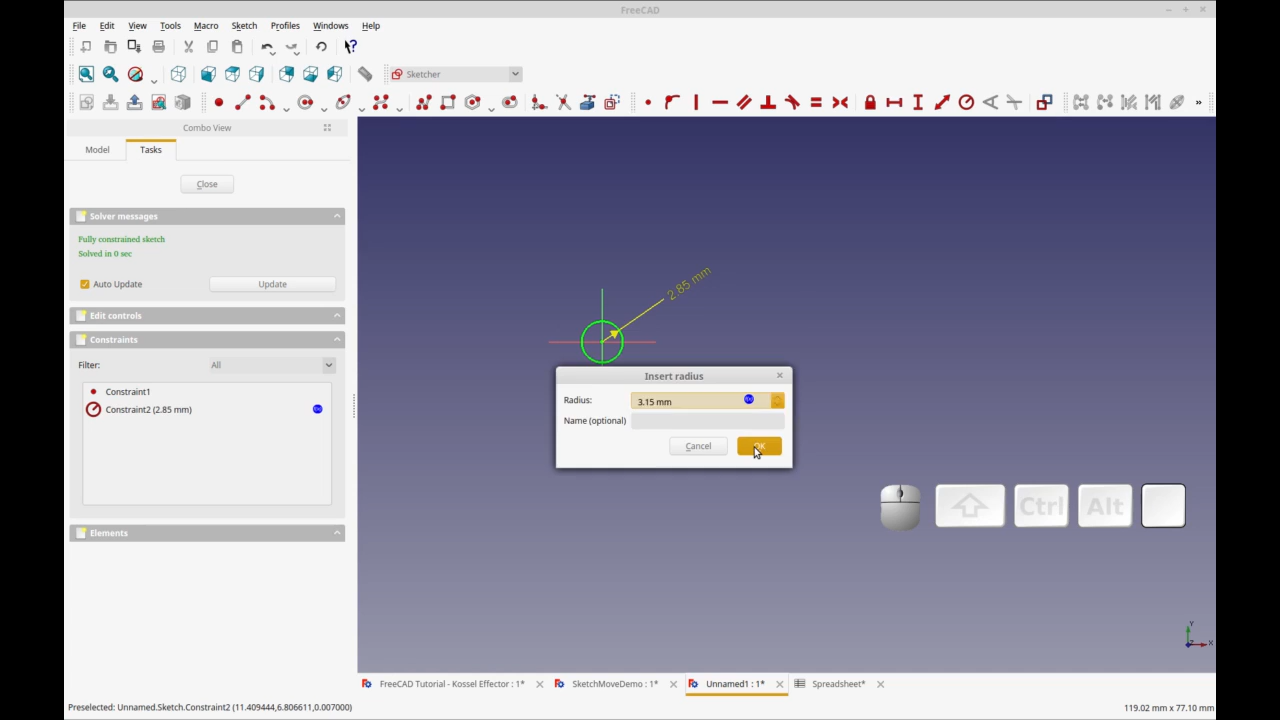 FreeCAD
File Edit View Tools Macro Sketch Profiles Windows Help
Sketcher
»
Combo View
Model Tasks
Close
Solver messages
Fully constrained sketch
Solved in 0 sec
Auto Update Update
Edit controls
Constraints
Filter: All
Constraint1
Constraint2 (2.85 mm)
Elements
2.85 mm
Insert radius
Radius: 3.15 mm
Name (optional)
Cancel OK
Ctrl Alt
Y
Z X
FreeCAD Tutorial - Kossel Effector : 1* SketchMoveDemo : 1* Unnamed1 : 1* Spreadsheet*
Preselected: Unnamed.Sketch.Constraint2 (11.409444,6.806611,0.007000) 119.02 mm x 77.10 mm